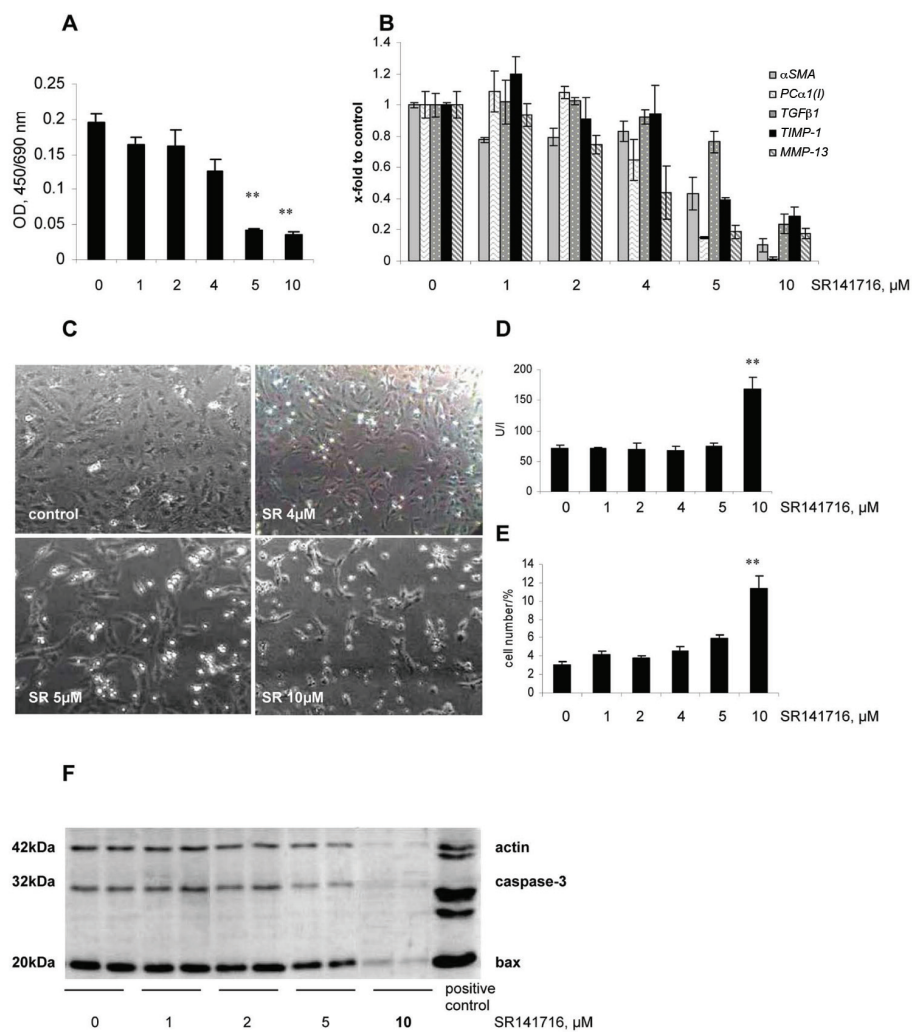 A
OD, 450/690 nm
0.25
0.2
0.15
0.1
0.05
0
**
**
0 1 2 4 5 10
B
x-fold to control
1.4
1.2
1
0.8
0.6
0.4
0.2
0
αSMA
PCα1(I)
TGFβ1
TIMP-1
MMP-13
0 1 2 4 5 10 SR141716, µM
C
control
SR 4µM
SR 5µM
SR 10µM
D
U/l
200
150
100
50
0
**
0 1 2 4 5 10 SR141716, µM
E
cell number/%
14
12
10
8
6
4
2
0
**
0 1 2 4 5 10 SR141716, µM
F
42kDa actin
32kDa caspase-3
20kDa bax
positive
control
0 1 2 5 10 SR141716, µM